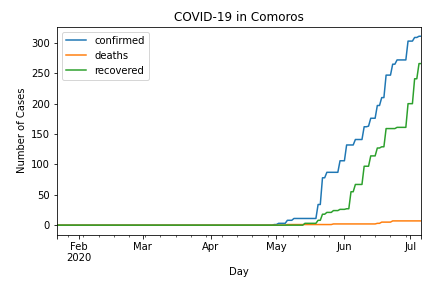 COVID-19 in Comoros
confirmed
deaths
recovered
Number of Cases
300
250
200
150
100
50
0
Feb
2020
Mar
Apr
May
Jun
Jul
Day